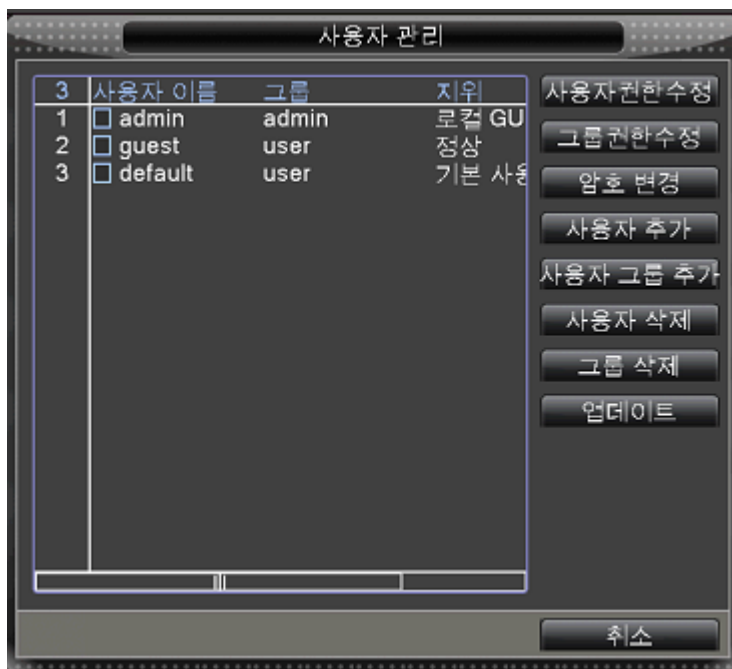 사용자 관리
3 사용자 이름 그룹 지위
1 admin admin 로컬 GU
2 guest user 정상
3 default user 기본
사용자권한수정
그룹권한수정
암호 변경
사용자 추가
사용자 그룹 추가
사용자 삭제
그룹 삭제
업데이트
취소